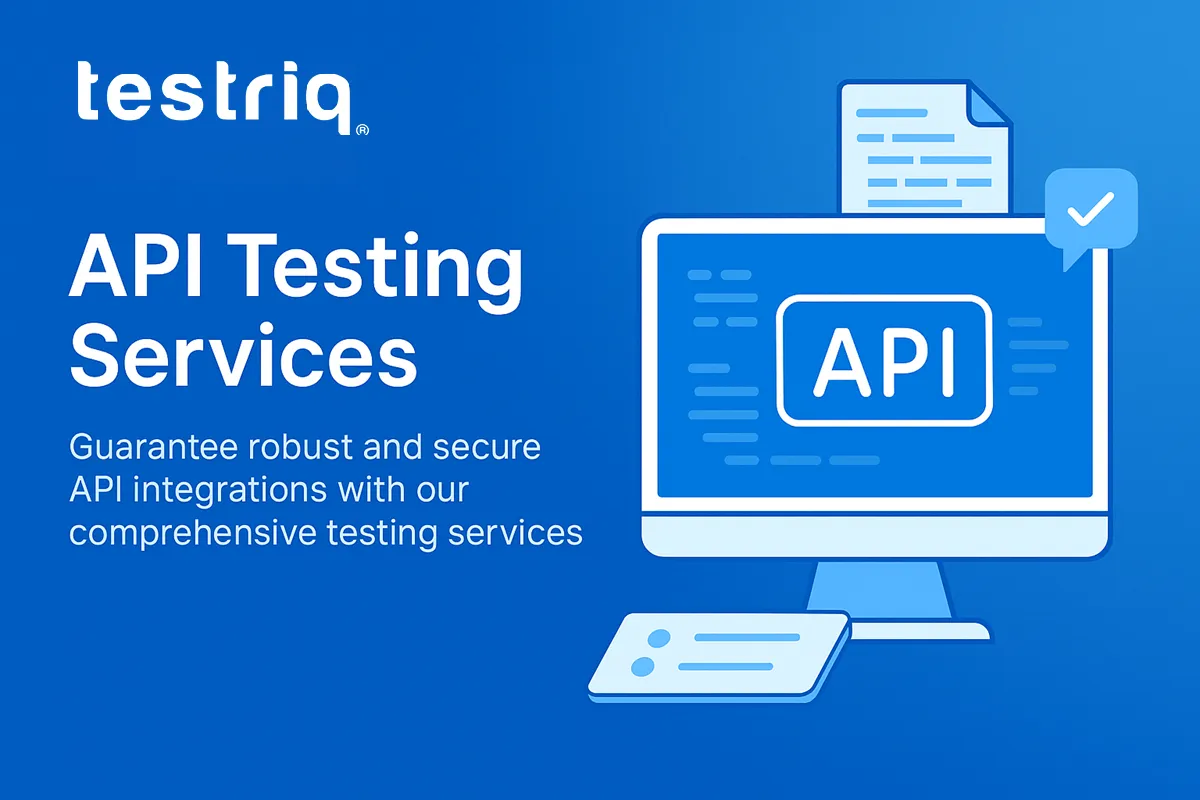 testriq®
API Testing
Services
Guarantee robust and secure
API integrations with our
comprehensive testing services
API